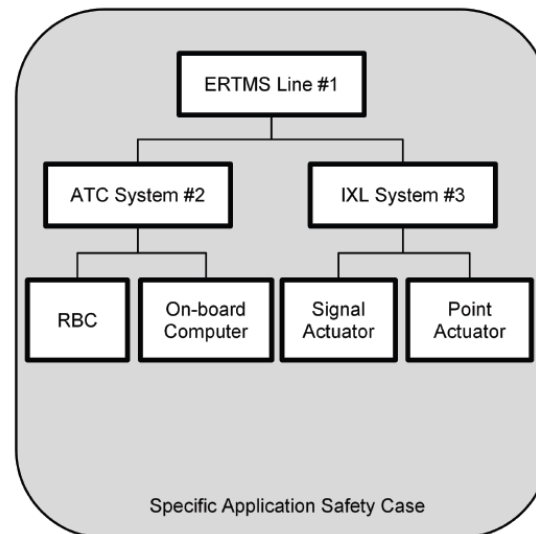 ERTMS Line #1
ATC System #2
IXL System #3
RBC
On-board
Computer
Signal
Actuator
Point
Actuator
Specific Application Safety Case